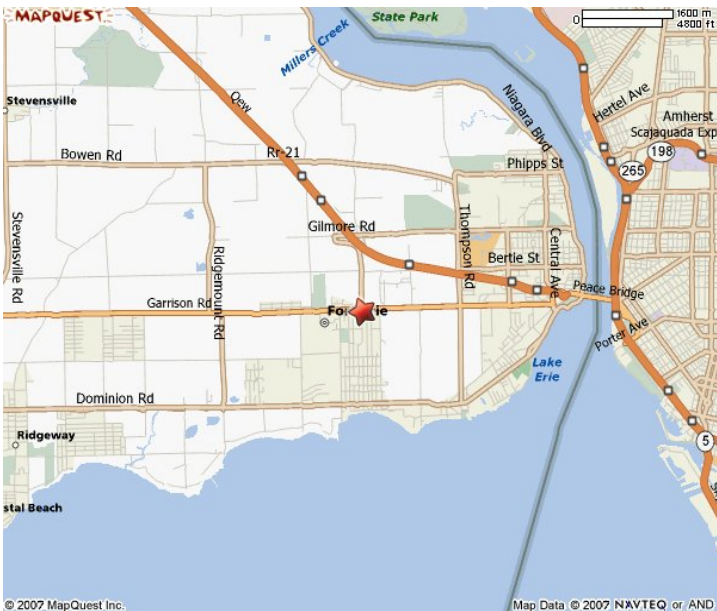 MAPQUEST
State Park
1600 m
0
4800 ft
Millers Creek
Stevensville
Qew
Niagara Blvd
Hertel Ave
Amherst
Scajaquada Exp
198
Bowen Rd
Rr-21
Phipps St
265
Stevensville Rd
Ridgemount Rd
Gilmore Rd
Thompson Rd
Central Ave
Bertie St
Peace Bridge
Garrison Rd
Porter Ave
Lake
Erie
Dominion Rd
Ridgeway
5
stal Beach
© 2007 MapQuest Inc.
Map Data © 2007 NAVTEQ or AND